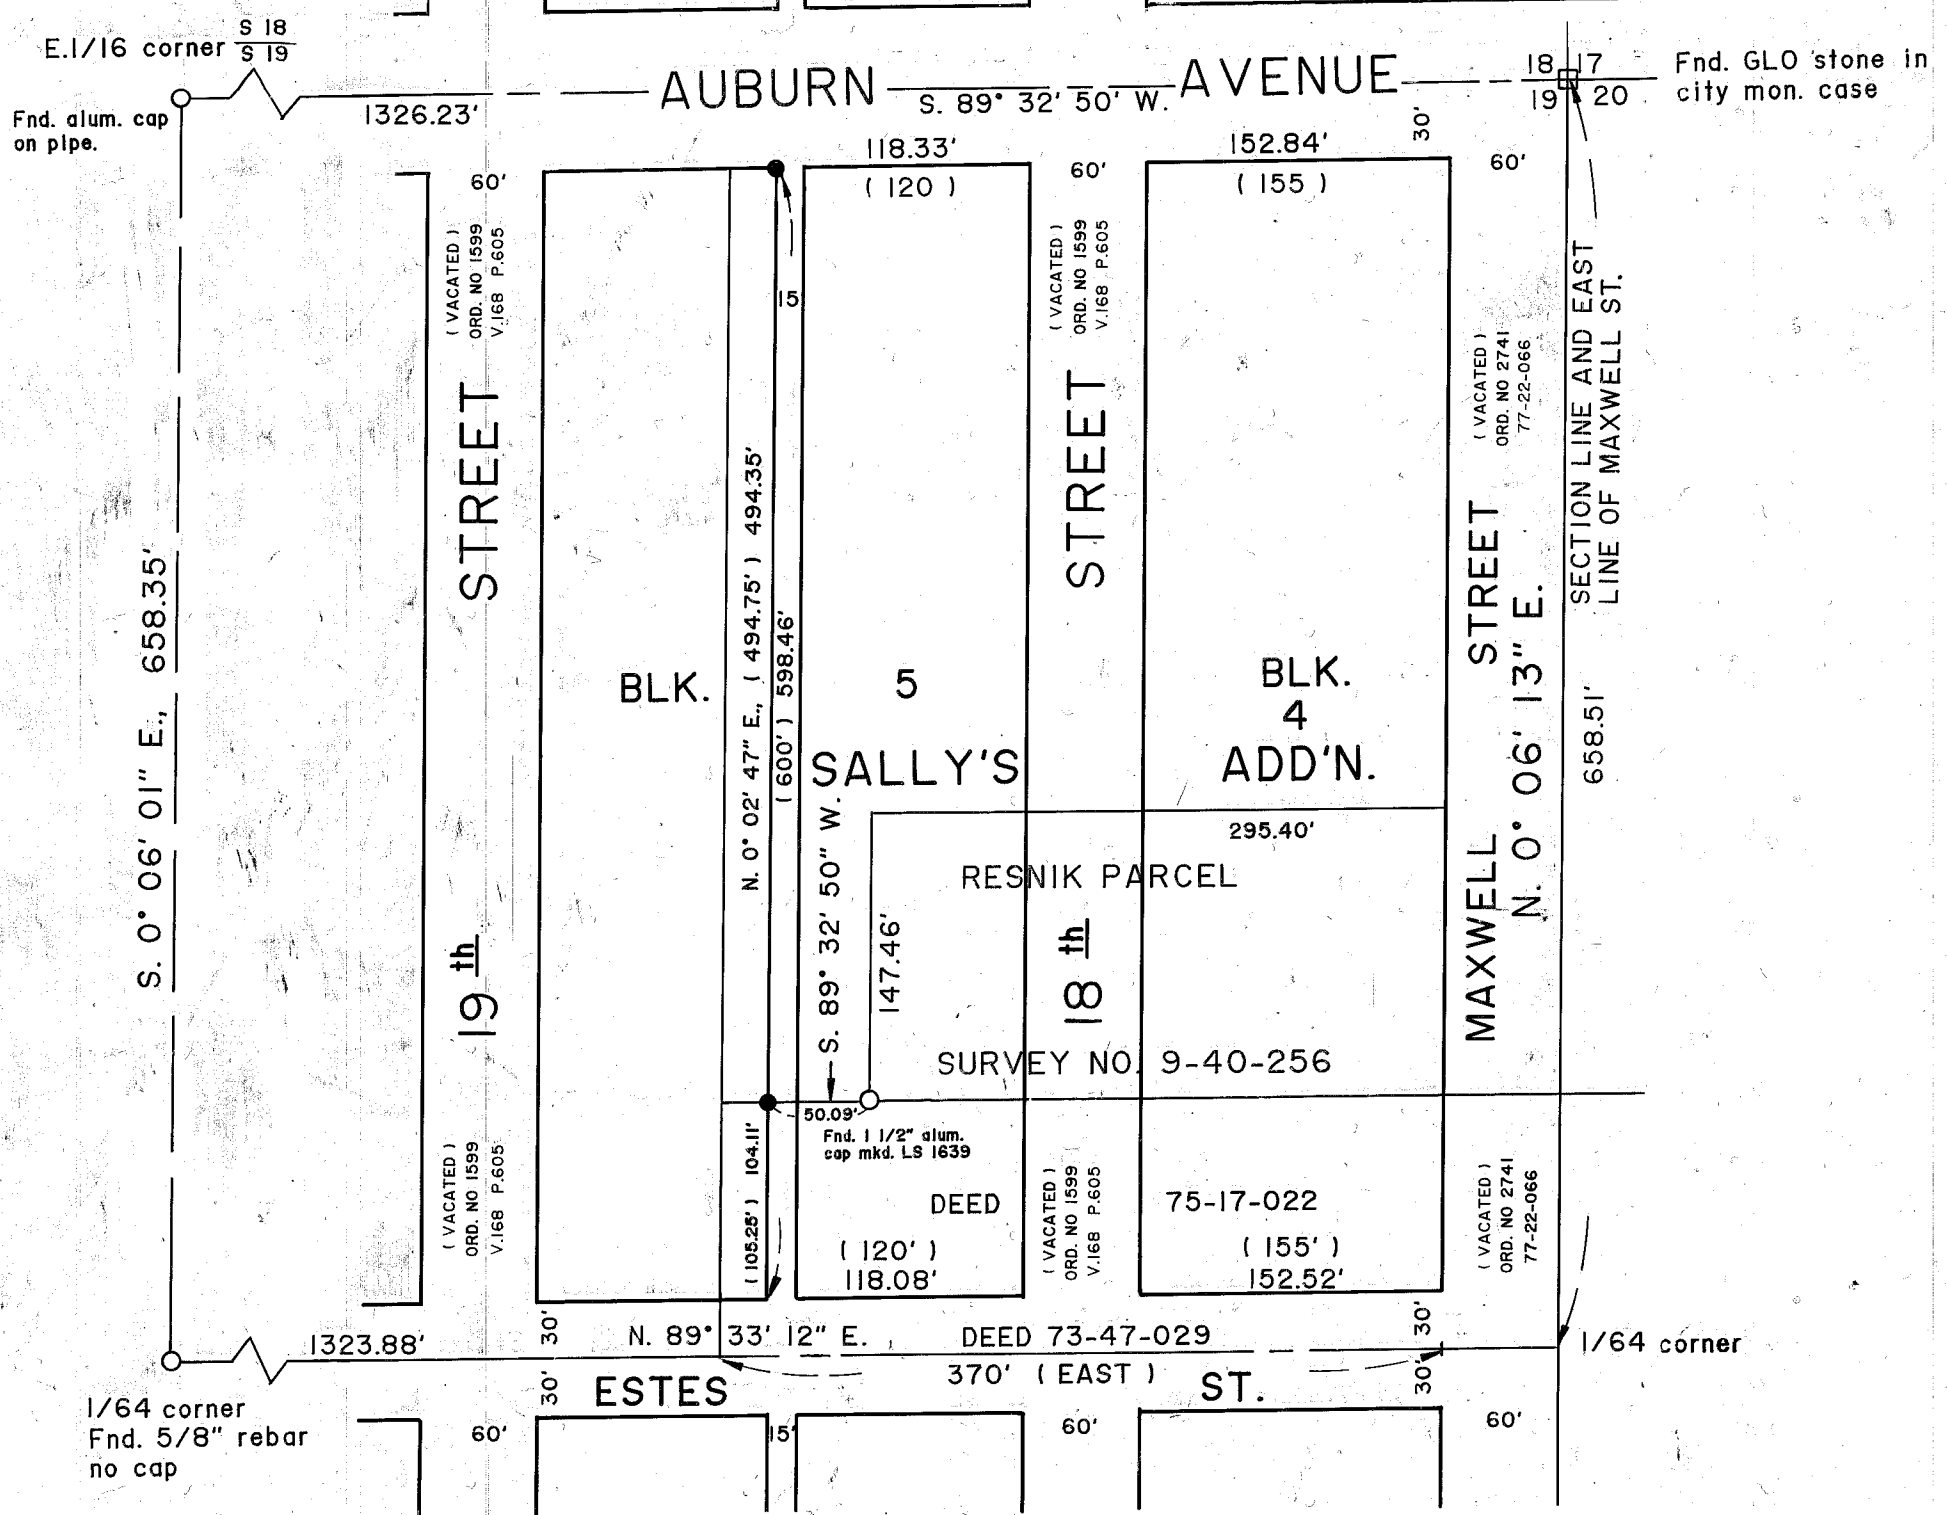 E.1/16 corner S 18
S 19
Fnd. alum. cap
on pipe.
1326.23'
AUBURN AVENUE
S. 89° 32' 50" W.
18 17
19 20
Fnd. GLO stone in
city mon. case
60'
118.33'
( 120 )
60'
152.84'
( 155 )
30'
60'
( VACATED )
ORD. NO 1599
V.168 P.605
15
( VACATED )
ORD. NO 1599
V.168 P.605
( VACATED )
ORD. NO 2741
77-22-066
SECTION LINE AND EAST
LINE OF MAXWELL ST.
S. 0° 06' 01" E., 658.35'
19 th STREET
BLK. 5
N. 0° 02' 47" E., ( 494.75' ) 494.35'
( 600' ) 598.46'
18 th STREET
BLK.
4
SALLY'S ADD'N.
MAXWELL STREET
N. 0° 06' 13" E.
658.51'
295.40'
RESNIK PARCEL
S. 89° 32' 50" W.
147.46'
SURVEY NO. 9-40-256
50.09'
Fnd. 1 1/2" alum.
cap mkd. LS 1639
( 105.25' ) 104.11'
( VACATED )
ORD. NO 1599
V.168 P.605
DEED 75-17-022
( VACATED )
ORD. NO 1599
V.168 P.605
( VACATED )
ORD. NO 2741
77-22-066
( 120' )
118.08'
( 155' )
152.52'
1323.88'
30'
N. 89° 33' 12" E.
DEED 73-47-029
30'
1/64 corner
370' ( EAST )
30'
ESTES ST.
30'
1/64 corner
Fnd. 5/8" rebar
no cap
60'
15'
60'
60'